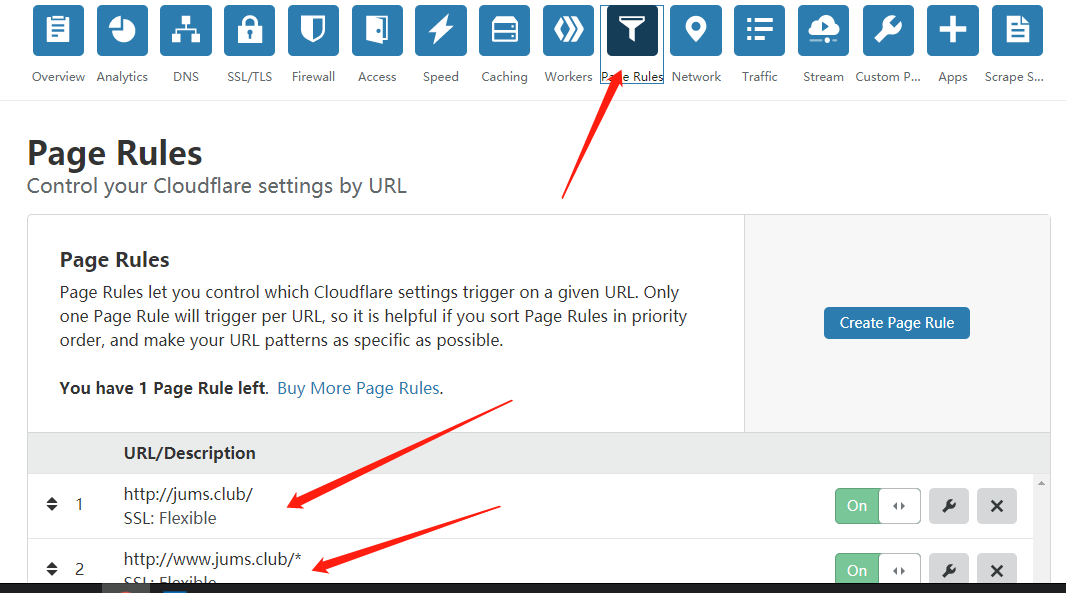 Overview Analytics DNS SSL/TLS Firewall Access Speed Caching Workers Page Rules Network Traffic Stream Custom P... Apps Scrape S...
Page Rules
Control your Cloudflare settings by URL
Page Rules
Page Rules let you control which Cloudflare settings trigger on a given URL. Only
one Page Rule will trigger per URL, so it is helpful if you sort Page Rules in priority
order, and make your URL patterns as specific as possible.
You have 1 Page Rule left. Buy More Page Rules.
Create Page Rule
URL/Description
1 http://jums.club/ On
SSL: Flexible
2 http://www.jums.club/* On
SSL: Flexible